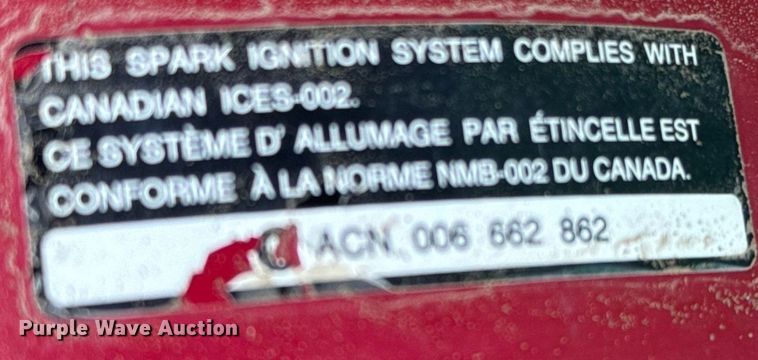 THIS SPARK IGNITION SYSTEM COMPLIES WITH
CANADIAN ICES-002.
CE SYSTÈME D' ALLUMAGE PAR ÉTINCELLE EST
CONFORME À LA NORME NMB-002 DU CANADA.
C ACN 006 662 862
Purple Wave Auction